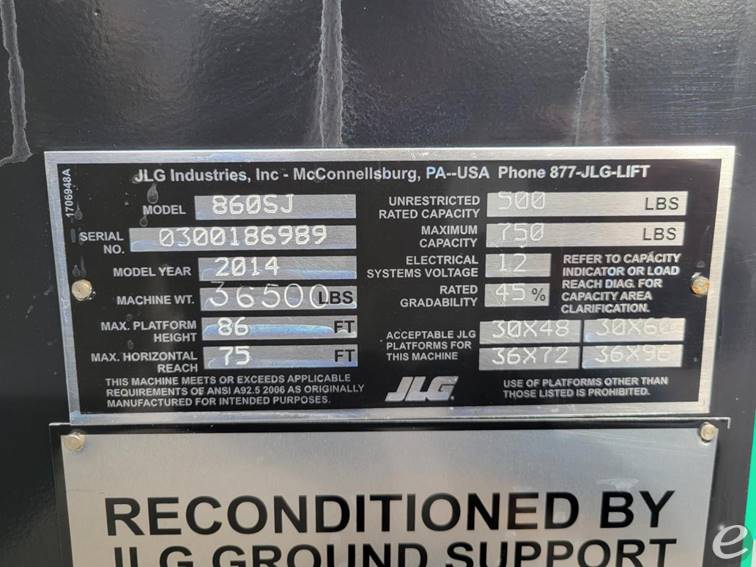 JLG Industries, Inc - McConnellsburg, PA--USA Phone 877-JLG-LIFT
1706948A
MODEL 860SJ
SERIAL NO. 0300186989
MODEL YEAR 2014
MACHINE WT. 36500 LBS
MAX. PLATFORM HEIGHT 86 FT
MAX. HORIZONTAL REACH 75 FT
THIS MACHINE MEETS OR EXCEEDS APPLICABLE
REQUIREMENTS OF ANSI A92.5 2006 AS ORIGINALLY
MANUFACTURED FOR INTENDED PURPOSES.
UNRESTRICTED RATED CAPACITY 500 LBS
MAXIMUM CAPACITY 750 LBS
ELECTRICAL SYSTEMS VOLTAGE 12
RATED GRADABILITY 45 %
REFER TO CAPACITY
INDICATOR OR LOAD
REACH DIAG. FOR
CAPACITY AREA
CLARIFICATION.
ACCEPTABLE JLG
PLATFORMS FOR
THIS MACHINE
30X48 30X60
36X72 36X96
JLG
USE OF PLATFORMS OTHER THAN
THOSE LISTED IS PROHIBITED.
RECONDITIONED BY
JLG GROUND SUPPORT
e